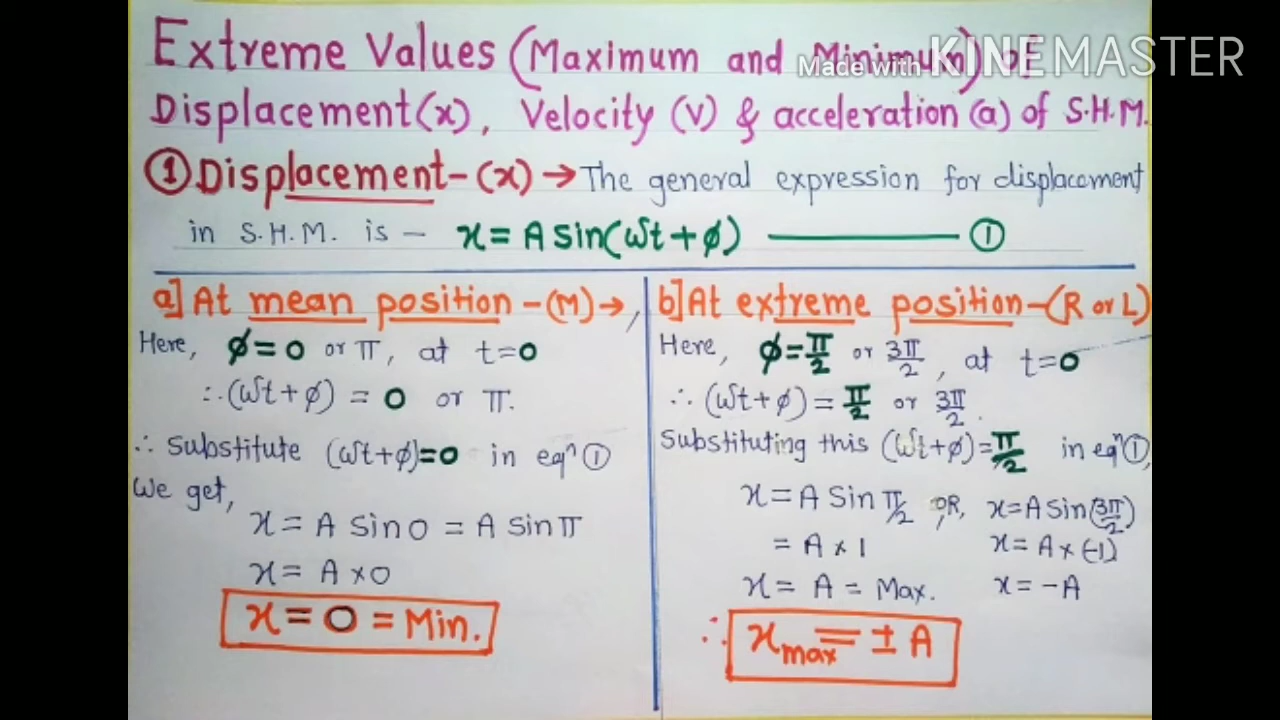 Extreme Values (Maximum and Minimum) of
Made with KINEMASTER
Displacement(x), Velocity (v) & acceleration (a) of S.H.M.
① Displacement-(x) → The general expression for displacement
in S.H.M. is - x = A sin(ωt + φ) ——— ①
a] At mean position -(M) →,
Here, φ = 0 or π, at t=0
∴ (ωt + φ) = 0 or π.
∴ Substitute (ωt+φ)=0 in eqⁿ ①
We get,
x = A sin 0 = A sin π
x = A × 0
x = 0 = Min.
b] At extreme position-(R or L)
Here, φ = π/2 or 3π/2, at t=0
∴ (ωt + φ) = π/2 or 3π/2.
Substituting this (ωt+φ)=π/2 in eqⁿ ①,
x = A Sin π/2 OR, x=A Sin(3π/2)
= A × 1 x = A × (-1)
x = A = Max. x = -A
∴ xmax = ± A